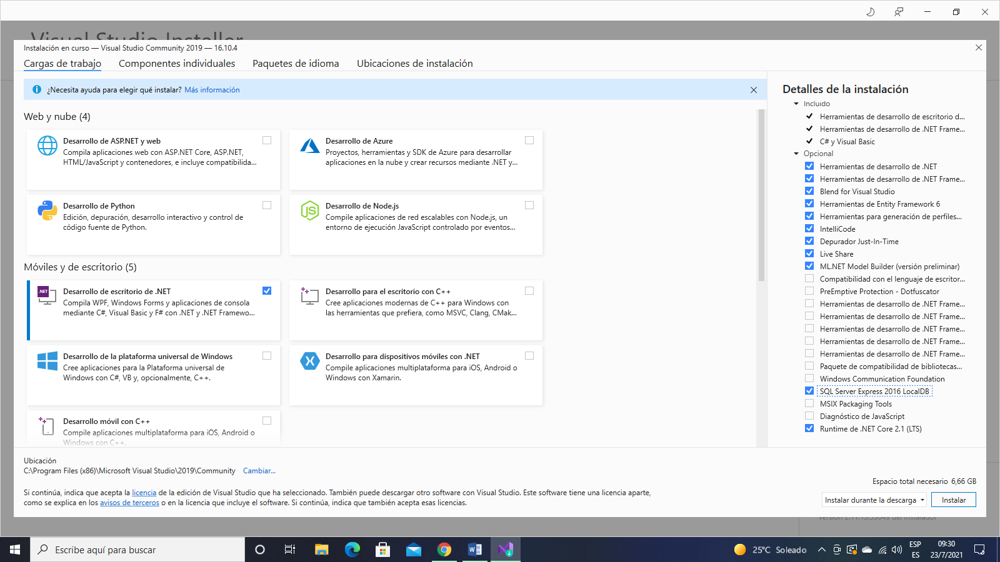 Visual Studio Installer
Instalación en curso — Visual Studio Community 2019 — 16.10.4
Cargas de trabajo
Componentes individuales
Paquetes de idioma
Ubicaciones de instalación
¿Necesita ayuda para elegir qué instalar? Más información
Web y nube (4)
Desarrollo de ASP.NET y web
Compila aplicaciones web con ASP.NET Core, ASP.NET,
HTML/JavaScript y contenedores, e incluye compatibilida...
Desarrollo de Azure
Proyectos, herramientas y SDK de Azure para desarrollar
aplicaciones en la nube y crear recursos mediante .NET y...
Desarrollo de Python
Edición, depuración, desarrollo interactivo y control de
código fuente de Python.
Desarrollo de Node.js
Compile aplicaciones de red escalables con Node.js, un
entorno de ejecución JavaScript controlado por eventos...
Móviles y de escritorio (5)
.NET
Desarrollo de escritorio de .NET
Compila WPF, Windows Forms y aplicaciones de consola
mediante C#, Visual Basic y F# con .NET y .NET Framewo...
Desarrollo para el escritorio con C++
Cree aplicaciones modernas de C++ para Windows con
las herramientas que prefiera, como MSVC, Clang, CMak...
Desarrollo de la plataforma universal de Windows
Cree aplicaciones para la Plataforma universal de
Windows con C#, VB y, opcionalmente, C++.
Desarrollo para dispositivos móviles con .NET
Compile aplicaciones multiplataforma para iOS, Android o
Windows con Xamarin.
Desarrollo móvil con C++
Compile aplicaciones multiplataforma para iOS, Android o
Windows con C++.
Detalles de la instalación
Incluido
Herramientas de desarrollo de escritorio d...
Herramientas de desarrollo de .NET Frame...
C# y Visual Basic
Opcional
Herramientas de desarrollo de .NET
Herramientas de desarrollo de .NET Frame...
Blend for Visual Studio
Herramientas de Entity Framework 6
Herramientas para generación de perfiles...
IntelliCode
Depurador Just-In-Time
Live Share
ML.NET Model Builder (versión preliminar)
Compatibilidad con el lenguaje de escritor...
PreEmptive Protection - Dotfuscator
Herramientas de desarrollo de .NET Frame...
Herramientas de desarrollo de .NET Frame...
Herramientas de desarrollo de .NET Frame...
Herramientas de desarrollo de .NET Frame...
Herramientas de desarrollo de .NET Frame...
Paquete de compatibilidad de bibliotecas...
Windows Communication Foundation
SQL Server Express 2016 LocalDB
MSIX Packaging Tools
Diagnóstico de JavaScript
Runtime de .NET Core 2.1 (LTS)
Ubicación
C:\Program Files (x86)\Microsoft Visual Studio\2019\Community Cambiar...
Si continúa, indica que acepta la licencia de la edición de Visual Studio que ha seleccionado. También puede descargar otro software con Visual Studio. Este software tiene una licencia aparte,
como se explica en los avisos de terceros o en la licencia que incluye el software. Si continúa, indica que también acepta esas licencias.
Espacio total necesario 6,66 GB
Instalar durante la descarga
Instalar
del instalador
Escribe aquí para buscar
25°C Soleado
ESP
ES
09:30
23/7/2021